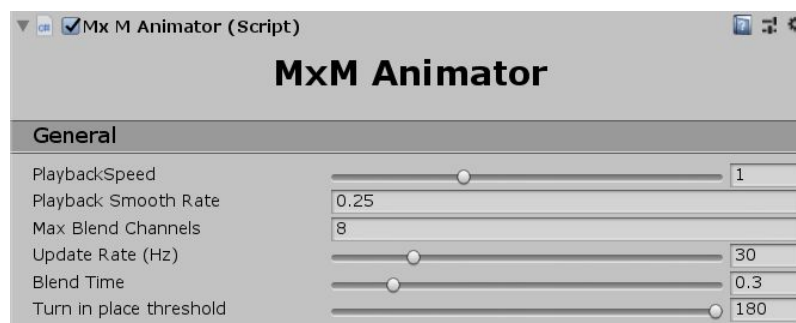 Mx M Animator (Script)
MxM Animator
General
PlaybackSpeed 1
Playback Smooth Rate 0.25
Max Blend Channels 8
Update Rate (Hz) 30
Blend Time 0.3
Turn in place threshold 180